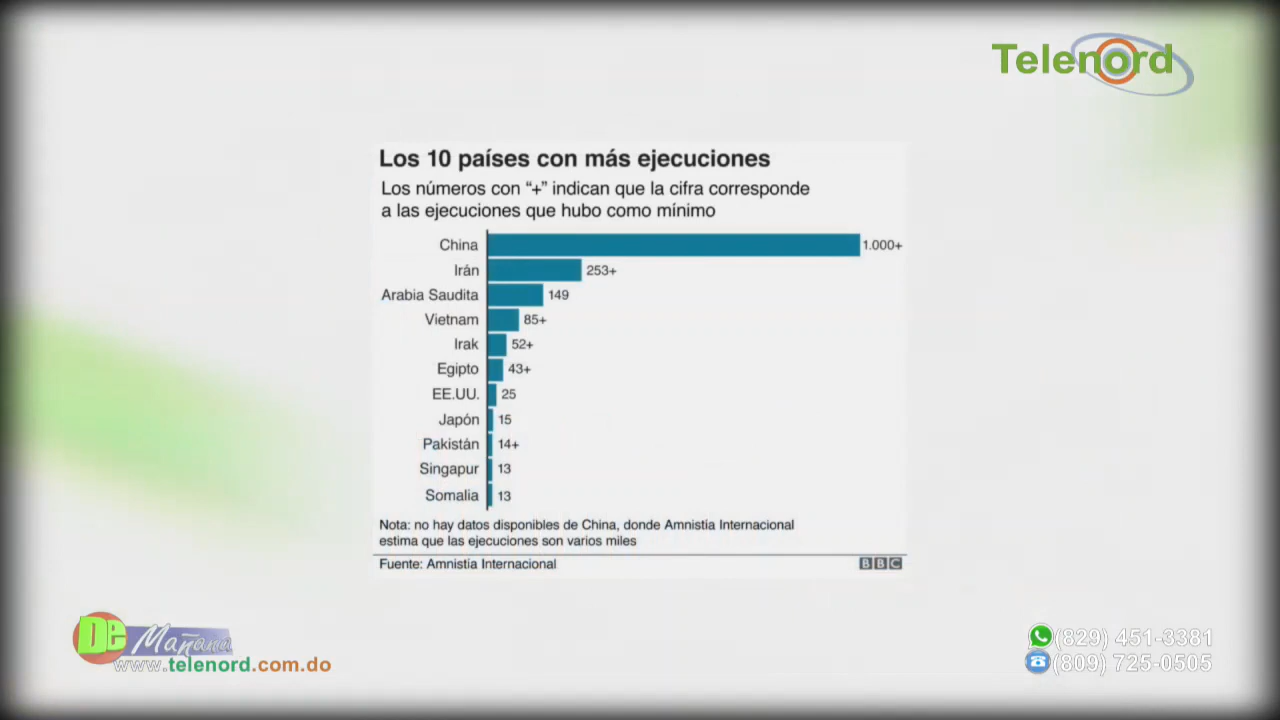 Telenord
Los 10 países con más ejecuciones
Los números con “+” indican que la cifra corresponde
a las ejecuciones que hubo como mínimo
China 1.000+
Irán 253+
Arabia Saudita 149
Vietnam 85+
Irak 52+
Egipto 43+
EE.UU. 25
Japón 15
Pakistán 14+
Singapur 13
Somalia 13
Nota: no hay datos disponibles de China, donde Amnistia Internacional
estima que las ejecuciones son varios miles
Fuente: Amnistía Internacional
BBC
De Mañana
www.telenord.com.do
(829) 451-3381
(809) 725-0505